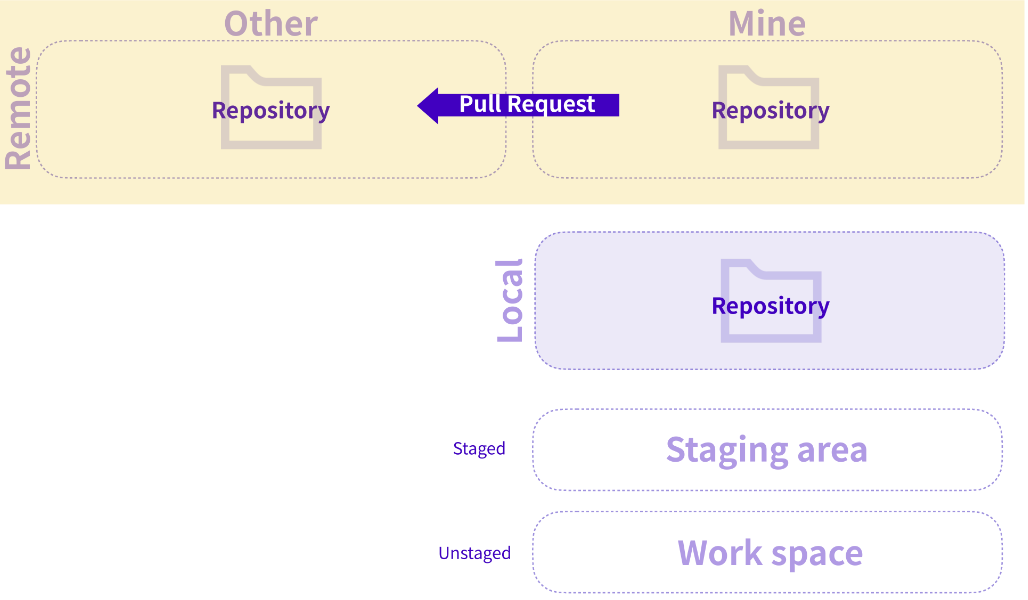 Other
Mine
Remote
Repository
Pull Request
Repository
Local
Repository
Staged
Staging area
Unstaged
Work space